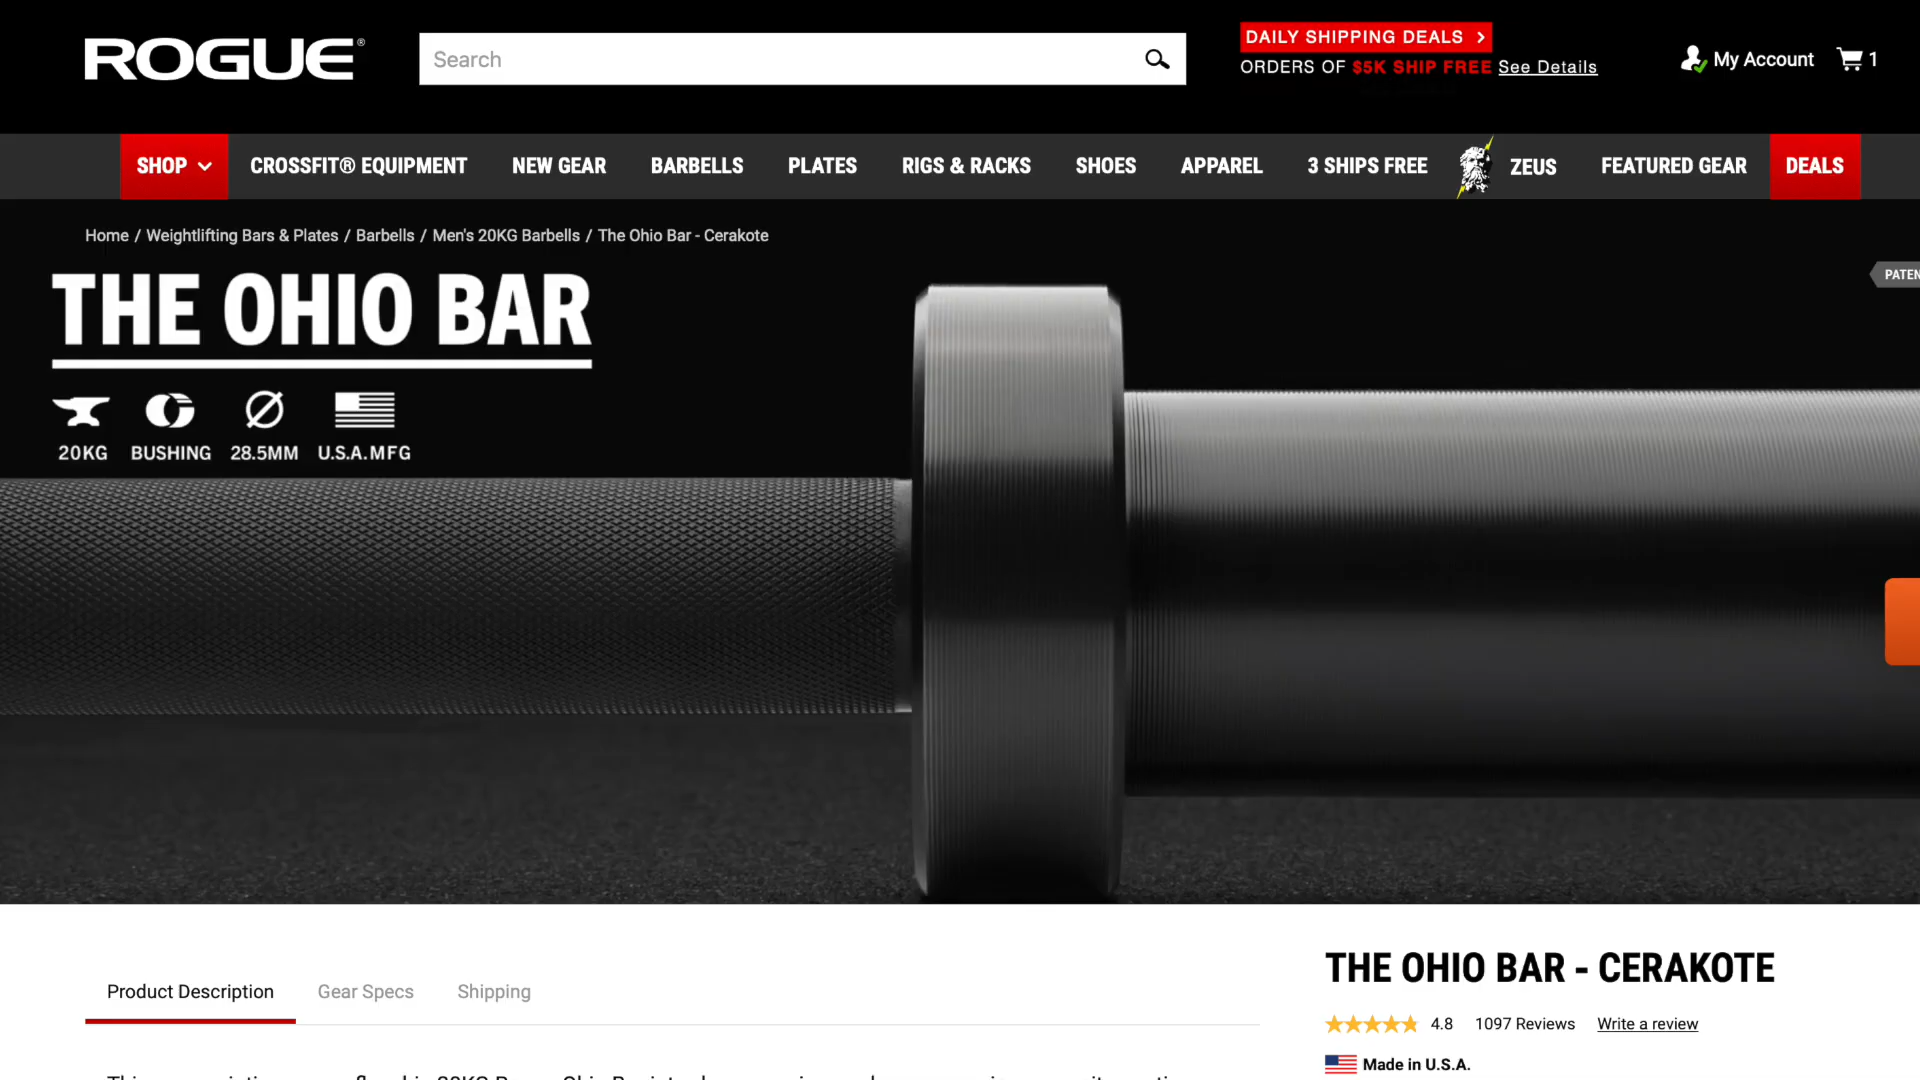 ROGUE®
Search
DAILY SHIPPING DEALS
ORDERS OF $5K SHIP FREE See Details
My Account
1
SHOP
CROSSFIT® EQUIPMENT
NEW GEAR
BARBELLS
PLATES
RIGS & RACKS
SHOES
APPAREL
3 SHIPS FREE
ZEUS
FEATURED GEAR
DEALS
Home / Weightlifting Bars & Plates / Barbells / Men's 20KG Barbells / The Ohio Bar - Cerakote
THE OHIO BAR
20KG
BUSHING
28.5MM
U.S.A.MFG
Product Description
Gear Specs
Shipping
THE OHIO BAR - CERAKOTE
4.8 1097 Reviews Write a review
Made in U.S.A.